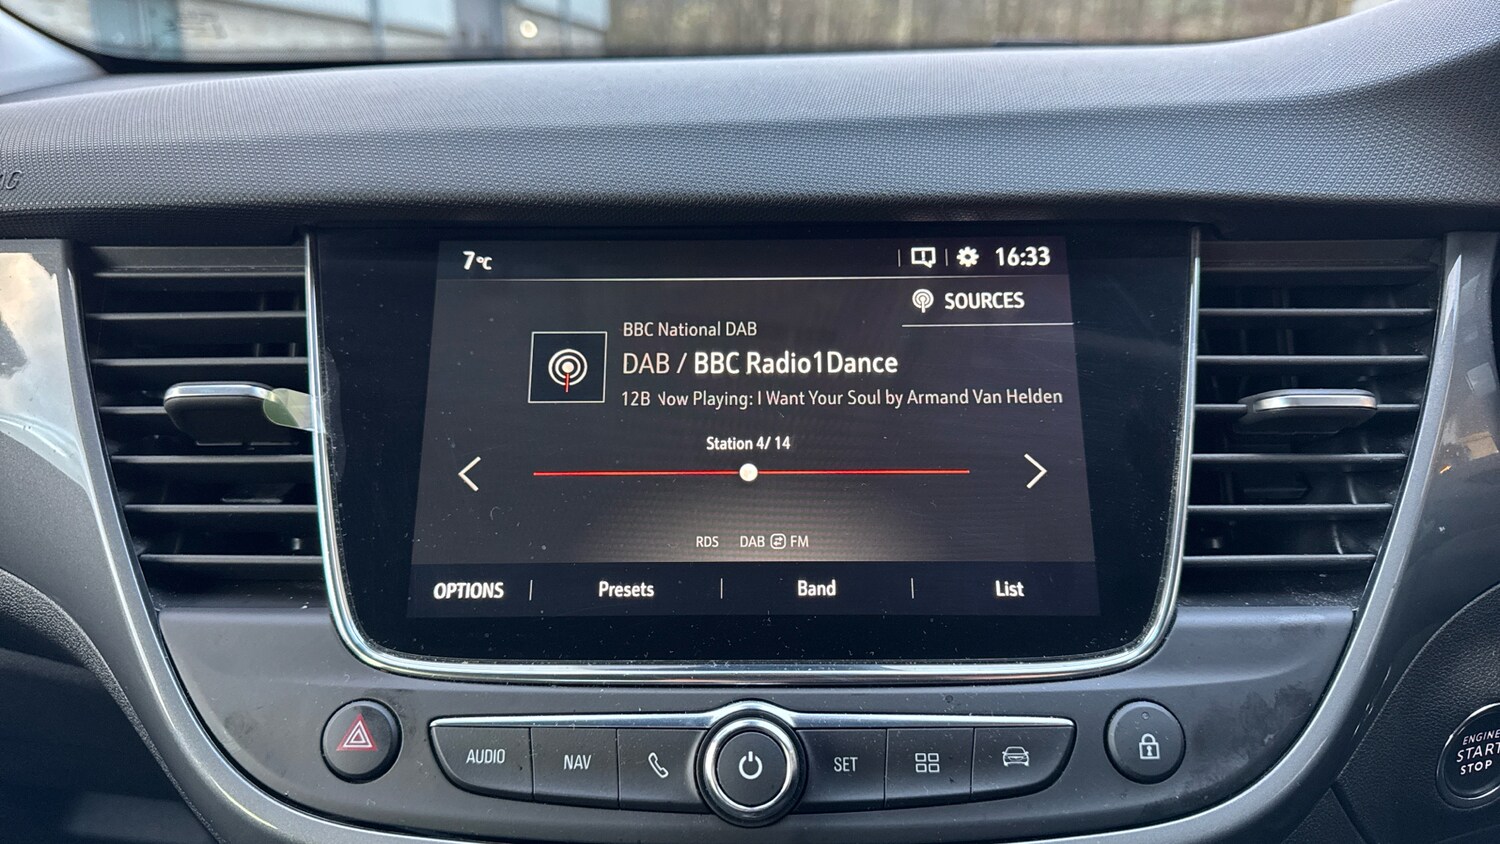 7°C
16:33
SOURCES
BBC National DAB
DAB / BBC Radio1Dance
12B Now Playing: I Want Your Soul by Armand Van Helden
Station 4/ 14
RDS DAB FM
OPTIONS | Presets | Band | List
AUDIO
NAV
SET
ENGINE
START
STOP